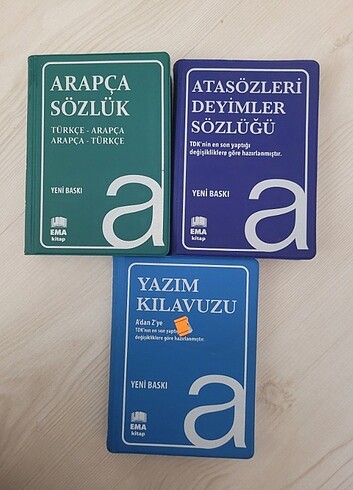 ARAPÇA
SÖZLÜK
TÜRKÇE - ARAPÇA
ARAPÇA - TÜRKÇE
YENİ BASKI
a
EMA
kitap
ATASÖZLERİ
DEYİMLER
SÖZLÜĞÜ
TDK'nin en son yaptığı
değişikliklere göre hazırlanmıştır.
YENİ BASKI
a
EMA
kitap
YAZIM
KILAVUZU
A'dan Z'ye
TDK'nin en son yaptığı
değişikliklere göre hazırlanmıştır.
YENİ BASKI
a
EMA
kitap